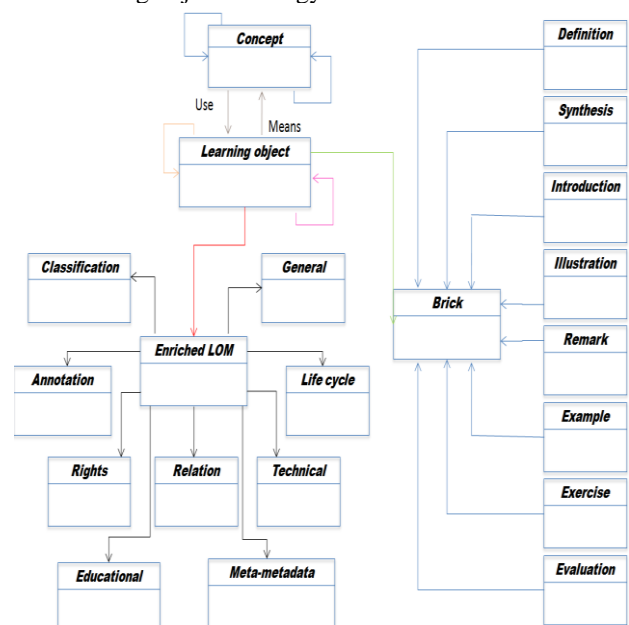 Concept
Definition
Use
Means
Synthesis
Learning object
Introduction
Classification
General
Illustration
Brick
Enriched LOM
Remark
Annotation
Life cycle
Example
Rights
Relation
Technical
Exercise
Educational
Meta-metadata
Evaluation